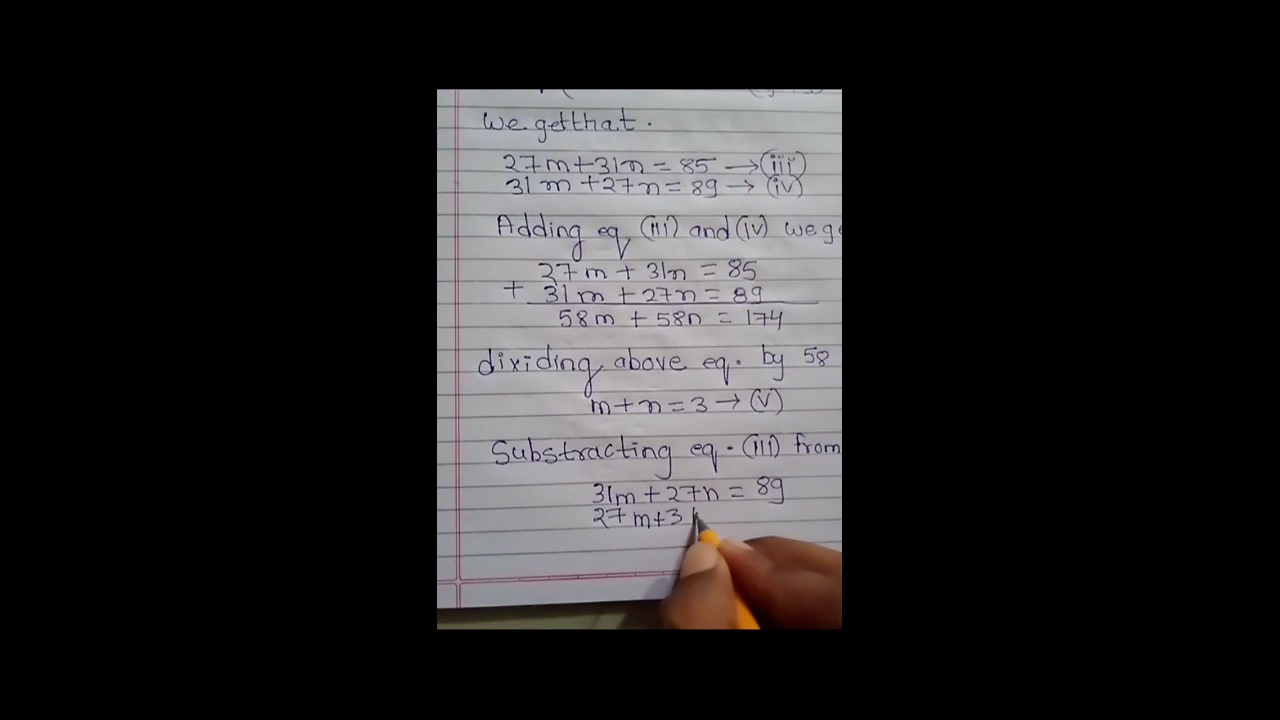 We get that.
27m + 31n = 85 → (iii)
31m + 27n = 89 → (iv)
Adding eq (iii) and (iv) we ge
27m + 31n = 85
+ 31m + 27n = 89
58m + 58n = 174
dixiding above eq. by 58
m + n = 3 → (v)
Substracting eq. (iii) from
31m + 27n = 89
27m + 3